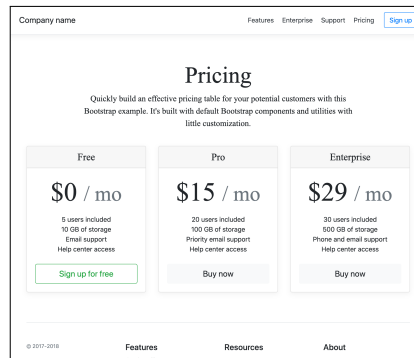 Company name
Features Enterprise Support Pricing Sign up
Pricing
Quickly build an effective pricing table for your potential customers with this
Bootstrap example. It's built with default Bootstrap components and utilities with
little customization.
Free
$0 / mo
5 users included
10 GB of storage
Email support
Help center access
Sign up for free
Pro
$15 / mo
20 users included
100 GB of storage
Priority email support
Help center access
Buy now
Enterprise
$29 / mo
30 users included
500 GB of storage
Phone and email support
Help center access
Buy now
© 2017-2018
Features
Resources
About